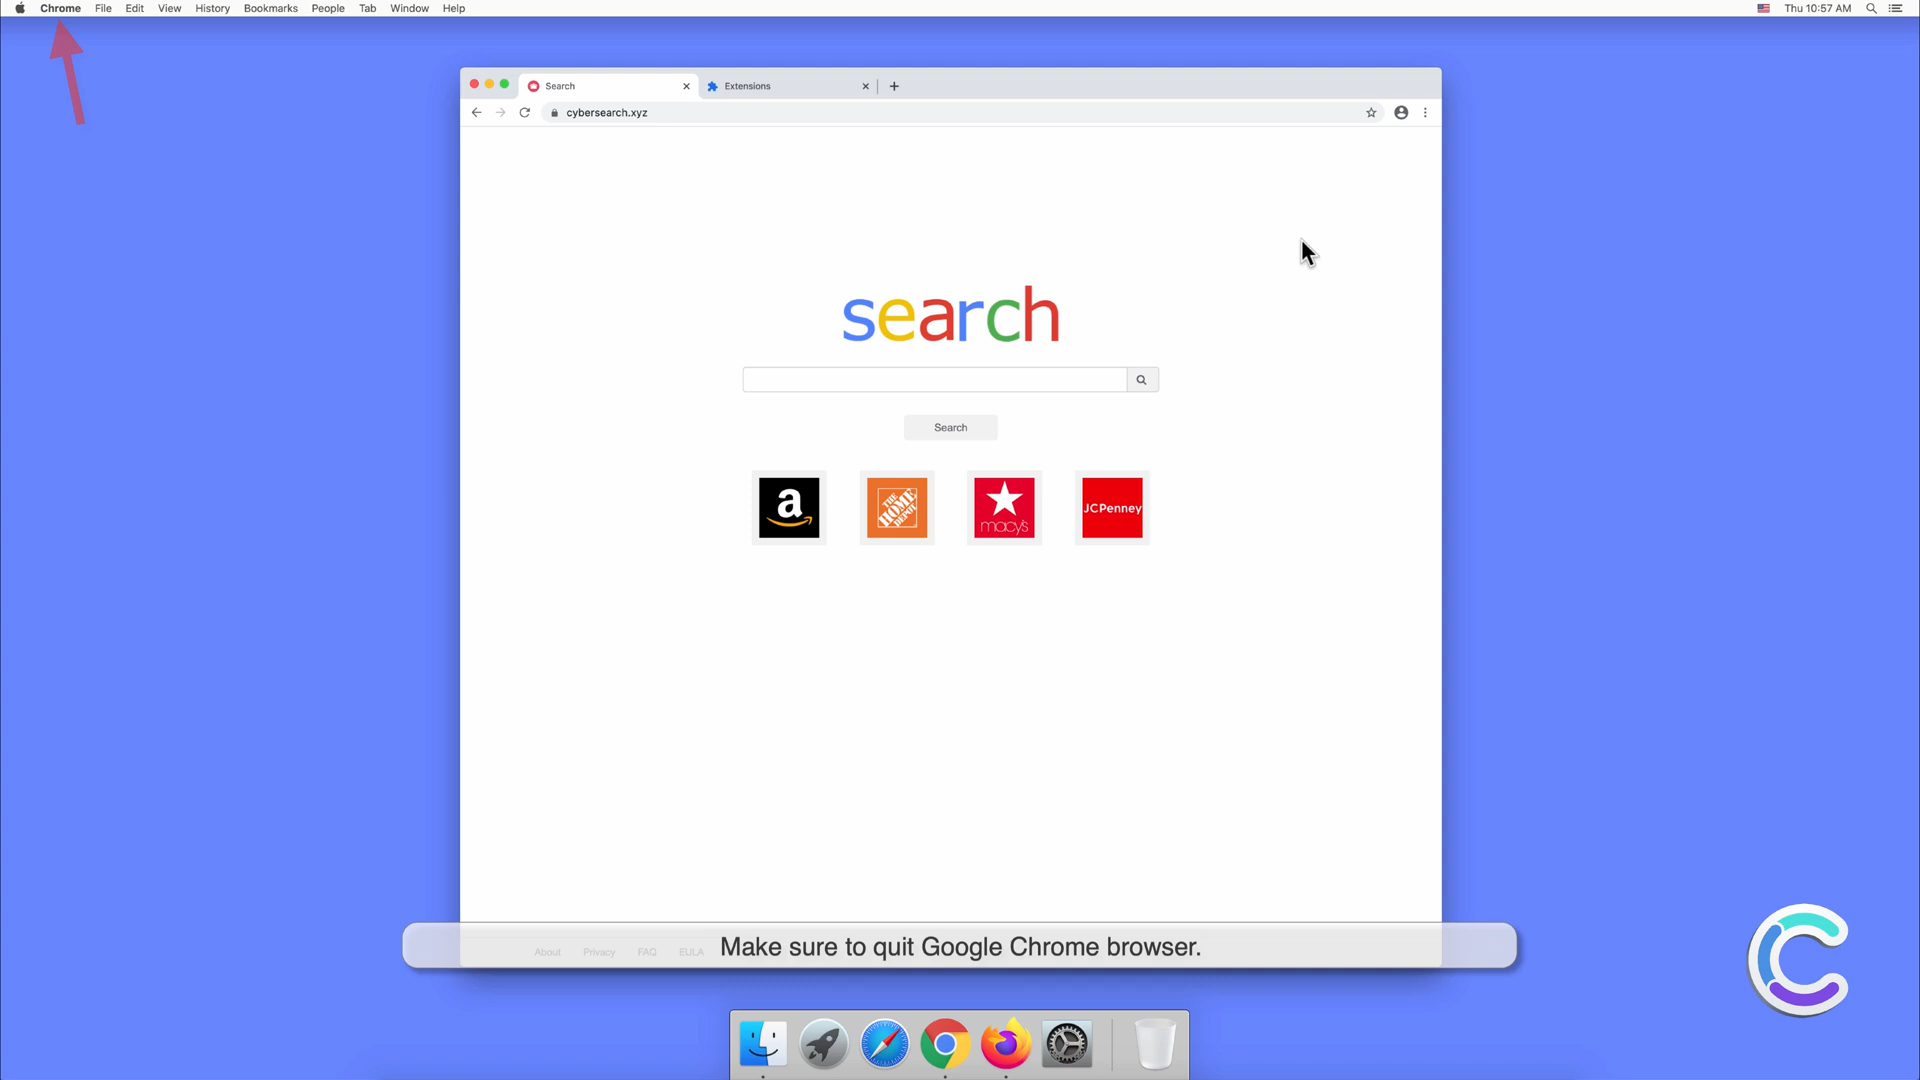 Chrome File Edit View History Bookmarks People Tab Window Help Thu 10:57 AM
Search Extensions
cybersearch.xyz
search
Search
a THE HOME DEPOT macy's JCPenney
About Privacy FAQ EULA
Make sure to quit Google Chrome browser.
C